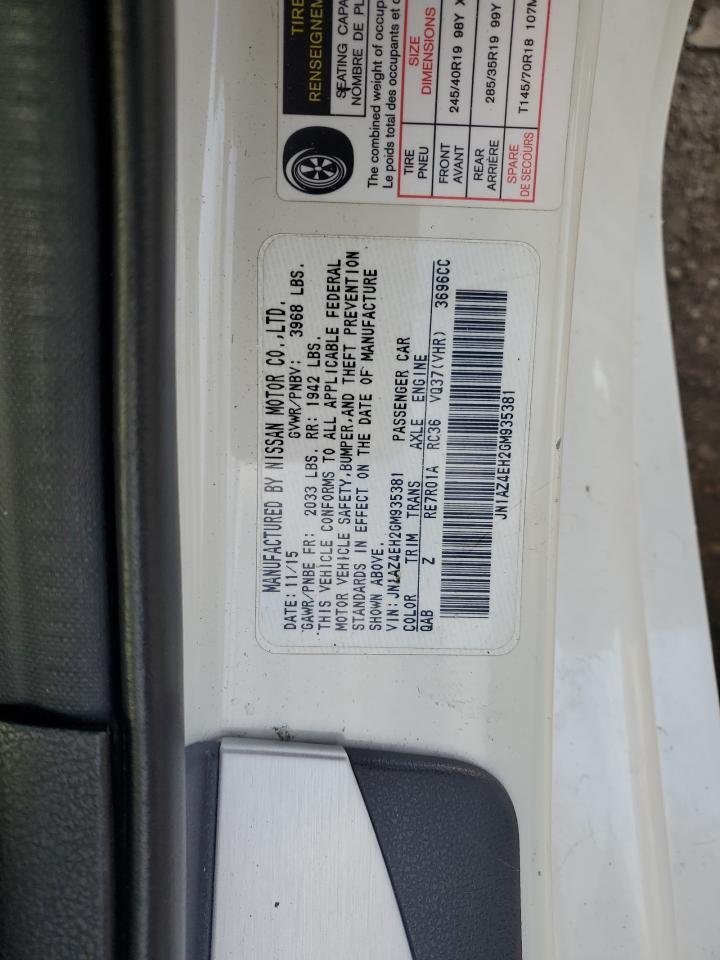 MANUFACTURED BY NISSAN MOTOR CO.,LTD.
DATE: 11/15 GVWR/PNBV: 3968 LBS.
GAWR/PNBE FR: 2033 LBS. RR: 1942 LBS.
THIS VEHICLE CONFORMS TO ALL APPLICABLE FEDERAL
MOTOR VEHICLE SAFETY,BUMPER,AND THEFT PREVENTION
STANDARDS IN EFFECT ON THE DATE OF MANUFACTURE
SHOWN ABOVE.
VIN: JN1AZ4EH2GM935381 PASSENGER CAR
COLOR TRIM TRANS AXLE ENGINE
QAB Z RE7R01A RC36 VQ37(VHR) 3696CC
JN1AZ4EH2GM935381
TIRE
RENSEIGNEM
SEATING CAPA
NOMBRE DE PL
The combined weight of occup
Le poids total des occupants et d
TIRE SIZE
PNEU DIMENSIONS
FRONT 245/40R19 98Y X
AVANT
REAR 285/35R19 99Y
ARRIÈRE
SPARE T145/70R18 107M
DE SECOURS